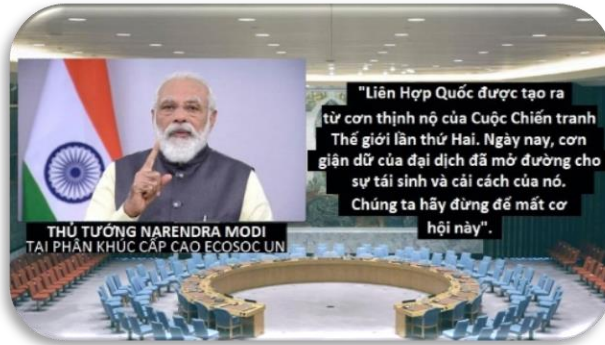 "Liên Hợp Quốc được tạo ra
từ cơn thịnh nộ của Cuộc Chiến tranh
Thế giới lần thứ Hai. Ngày nay, cơn
giận dữ của đại dịch đã mở đường cho
sự tái sinh và cải cách của nó.
Chúng ta hãy đừng để mất cơ
hội này".
THỦ TƯỚNG NARENDRA MODI
TẠI PHÂN KHÚC CẤP CAO ECOSOC UN